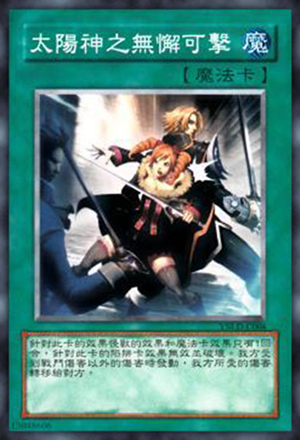 太陽神之無懈可擊 魔
【魔法卡】
針對此卡的效果怪獸的效果和魔法卡效果只有1回
合，針對此卡的陷阱卡效果無效並破壞。我方受
到戰鬥傷害以外的傷害時發動，我方所受的傷害
轉移給對方。